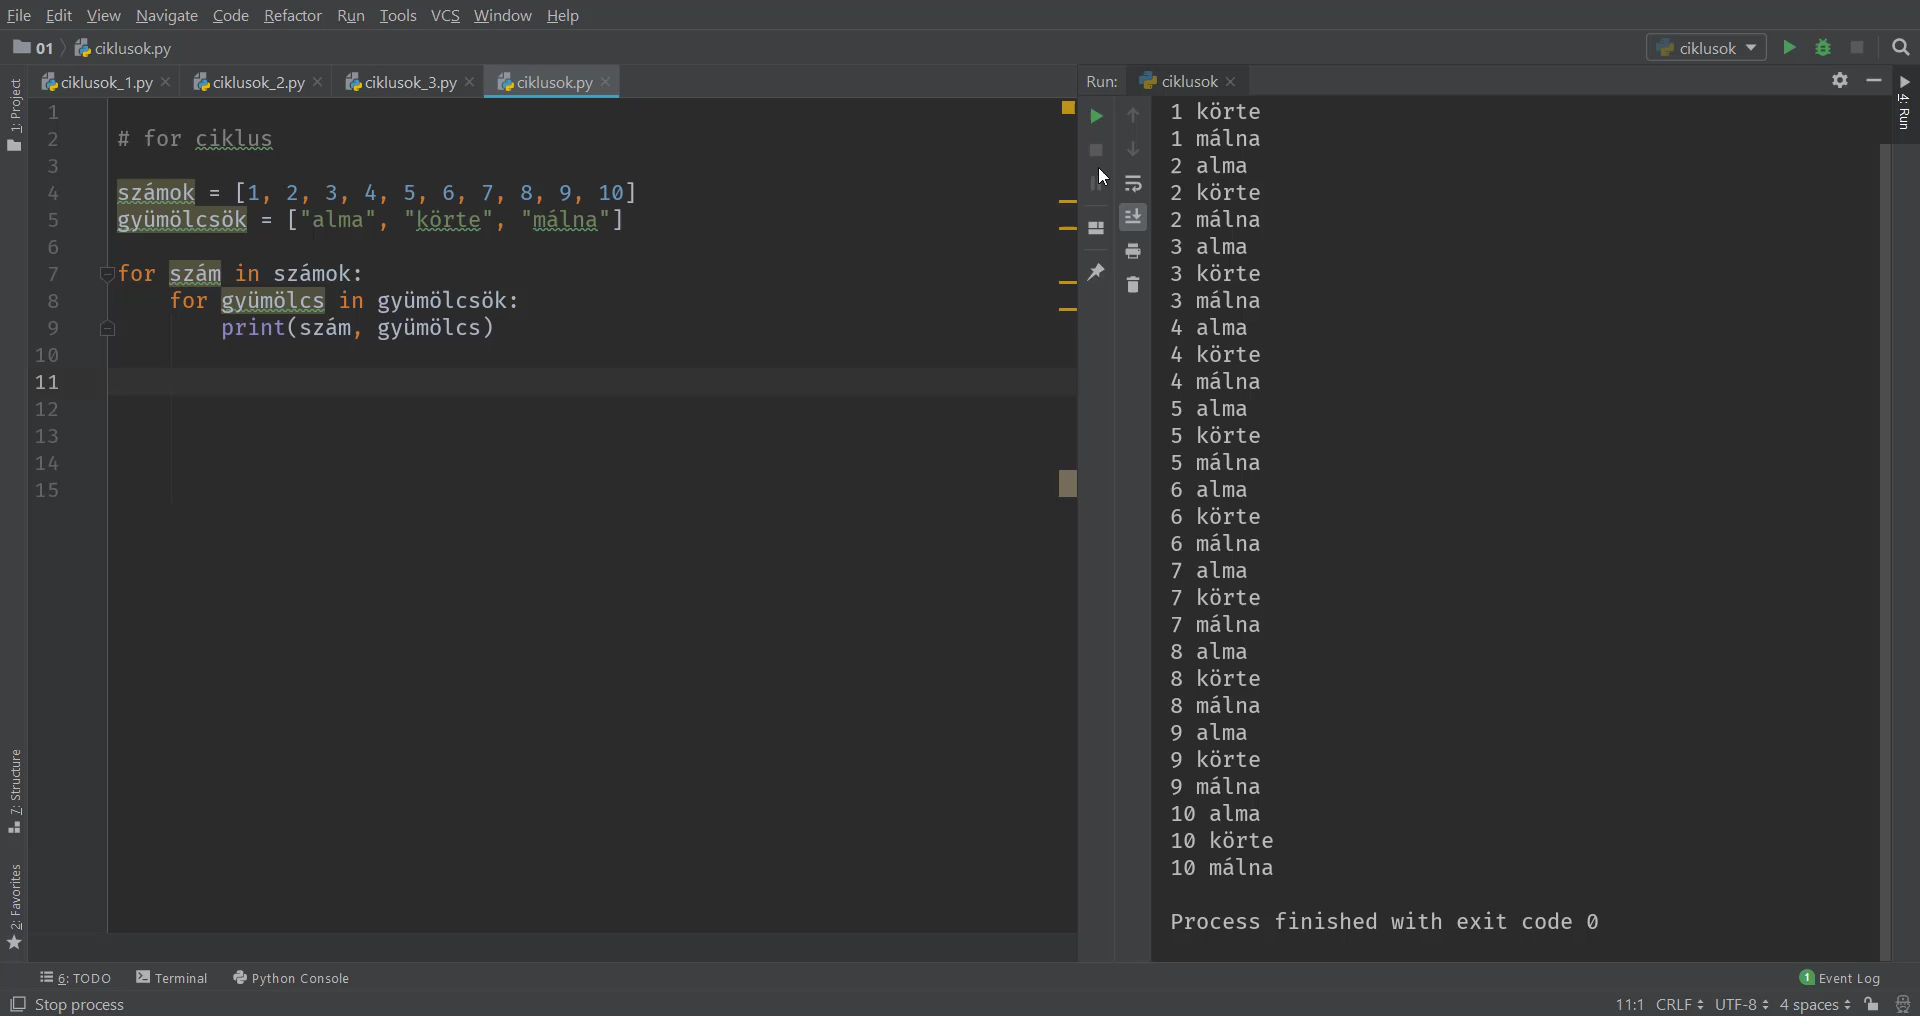 File Edit View Navigate Code Refactor Run Tools VCS Window Help
01 ciklusok.py ciklusok
ciklusok_1.py ciklusok_2.py ciklusok_3.py ciklusok.py
1: Project
7: Structure
2: Favorites
1
2 # for ciklus
3
4 számok = [1, 2, 3, 4, 5, 6, 7, 8, 9, 10]
5 gyümölcsök = ["alma", "körte", "málna"]
6
7 for szám in számok:
8 for gyümölcs in gyümölcsök:
9 print(szám, gyümölcs)
10
11
12
13
14
15
Run: ciklusok
4: Run
1 körte
1 málna
2 alma
2 körte
2 málna
3 alma
3 körte
3 málna
4 alma
4 körte
4 málna
5 alma
5 körte
5 málna
6 alma
6 körte
6 málna
7 alma
7 körte
7 málna
8 alma
8 körte
8 málna
9 alma
9 körte
9 málna
10 alma
10 körte
10 málna
Process finished with exit code 0
6: TODO Terminal Python Console 1 Event Log
Stop process 11:1 CRLF UTF-8 4 spaces